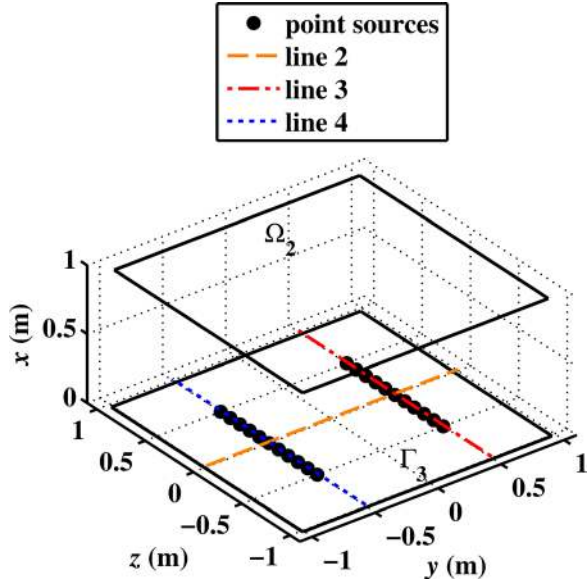 point sources
line 2
line 3
line 4
Ω2
1
0.5
0
x (m)
Γ3
1
0.5
0
−0.5
−1
z (m)
−1
−0.5
0
0.5
1
y (m)